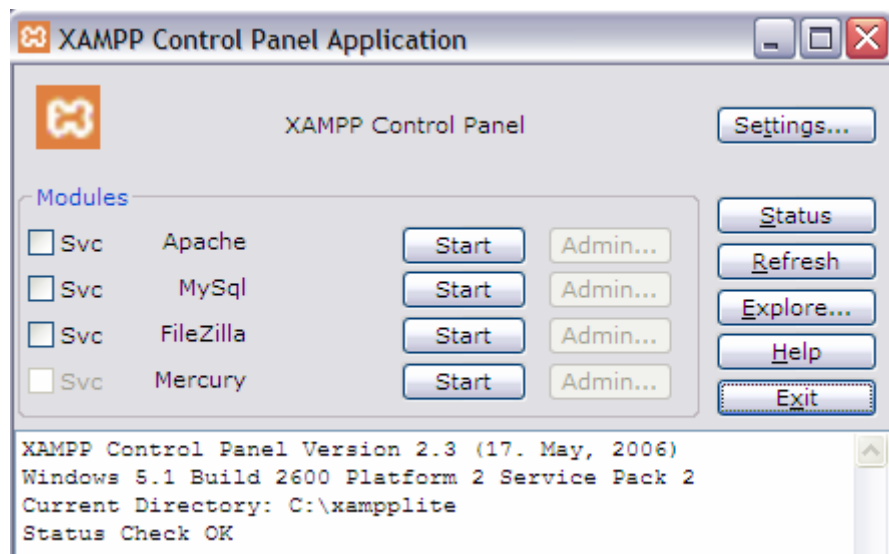 XAMPP Control Panel Application
XAMPP Control Panel
Settings...
Modules
Svc Apache Start Admin...
Svc MySql Start Admin...
Svc FileZilla Start Admin...
Svc Mercury Start Admin...
Status
Refresh
Explore...
Help
Exit
XAMPP Control Panel Version 2.3 (17. May, 2006)
Windows 5.1 Build 2600 Platform 2 Service Pack 2
Current Directory: C:\xampplite
Status Check OK